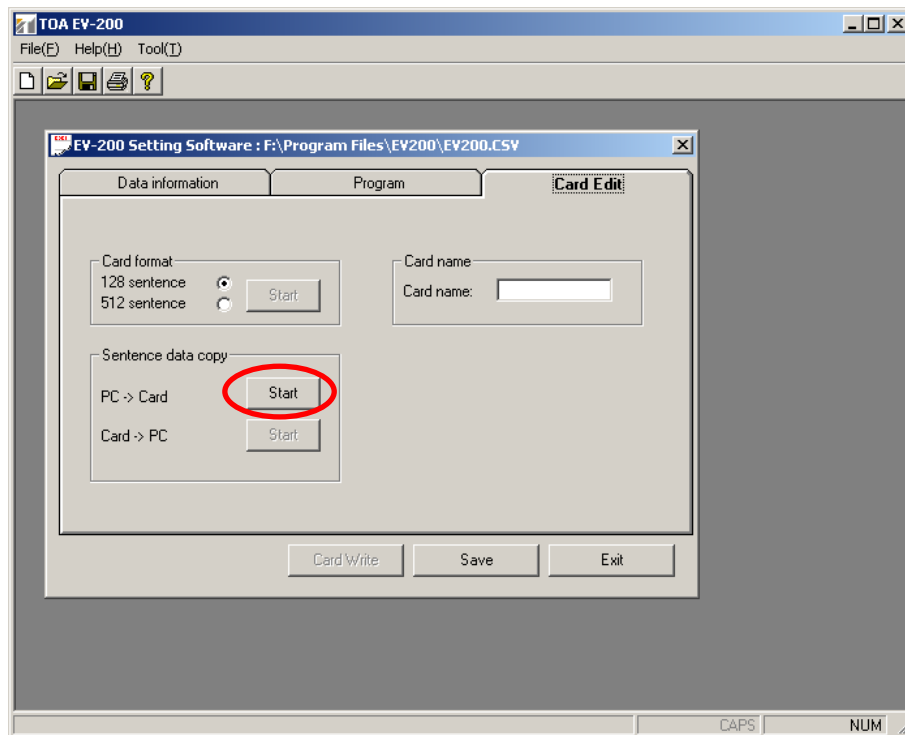 TOA EV-200
File(F) Help(H) Tool(T)
EV-200 Setting Software : F:\Program Files\EV200\EV200.CSV
Data information Program Card Edit
Card format
128 sentence
512 sentence
Start
Card name
Card name:
Sentence data copy
PC -> Card Start
Card -> PC Start
Card Write Save Exit
CAPS NUM